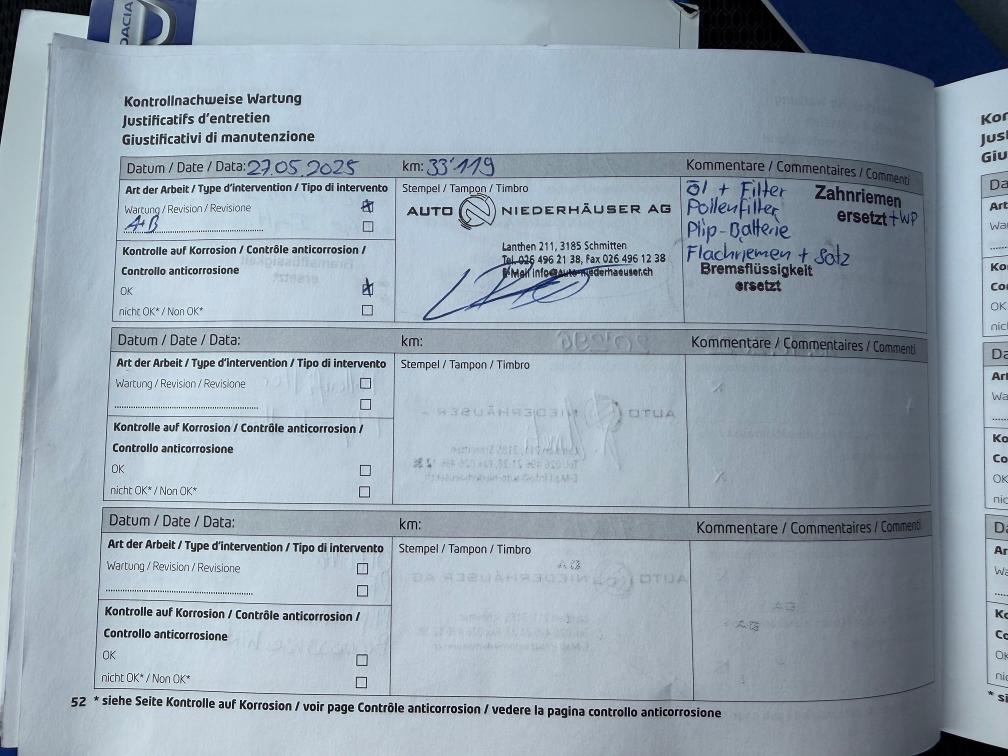 DACIA
Kontrollnachweise Wartung
Justificatifs d'entretien
Giustificativi di manutenzione
Datum / Date / Data: 27.05.2025 km: 33'119 Kommentare / Commentaires / Commenti
Art der Arbeit / Type d'intervention / Tipo di intervento
Wartung / Revision / Revisione
A+B
Kontrolle auf Korrosion / Contrôle anticorrosion /
Controllo anticorrosione
OK
nicht OK* / Non OK*
Stempel / Tampon / Timbro
AUTO N NIEDERHÄUSER AG
Lanthen 211, 3185 Schmitten
Tel. 026 496 21 38, Fax 026 496 12 38
E-Mail info@auto-niederhaeuser.ch
Öl + Filter
Pollenfilter
Plip-Batterie
Flachriemen + Satz
Zahnriemen
ersetzt + WP
Bremsflüssigkeit
ersetzt
Datum / Date / Data: km: Kommentare / Commentaires / Commenti
Art der Arbeit / Type d'intervention / Tipo di intervento
Wartung / Revision / Revisione
Kontrolle auf Korrosion / Contrôle anticorrosion /
Controllo anticorrosione
OK
nicht OK* / Non OK*
Stempel / Tampon / Timbro
Datum / Date / Data: km: Kommentare / Commentaires / Commenti
Art der Arbeit / Type d'intervention / Tipo di intervento
Wartung / Revision / Revisione
Kontrolle auf Korrosion / Contrôle anticorrosion /
Controllo anticorrosione
OK
nicht OK* / Non OK*
Stempel / Tampon / Timbro
52 * siehe Seite Kontrolle auf Korrosion / voir page Contrôle anticorrosion / vedere la pagina controllo anticorrosione